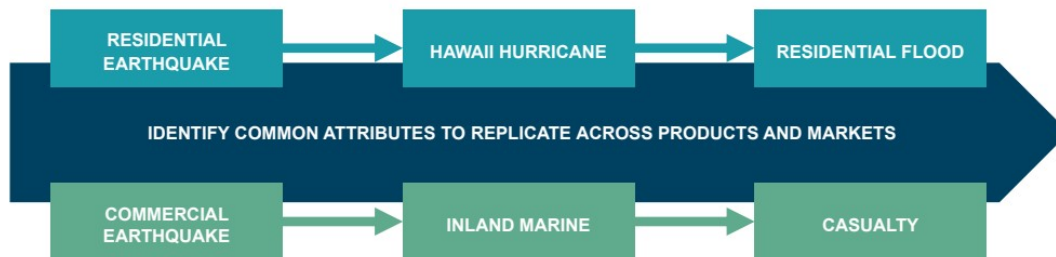 RESIDENTIAL
EARTHQUAKE
HAWAII HURRICANE
RESIDENTIAL FLOOD
IDENTIFY COMMON ATTRIBUTES TO REPLICATE ACROSS PRODUCTS AND MARKETS
COMMERCIAL
EARTHQUAKE
INLAND MARINE
CASUALTY